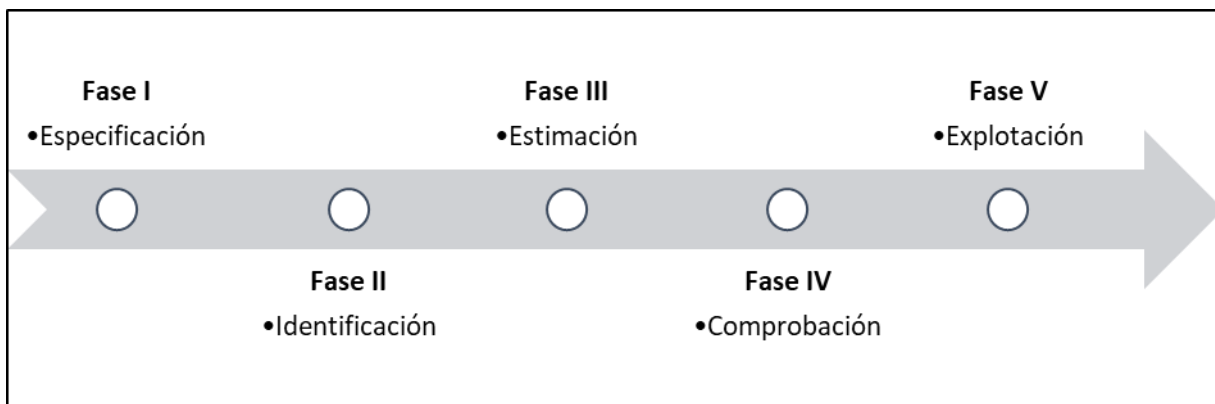 Fase I
•Especificación
Fase II
•Identificación
Fase III
•Estimación
Fase IV
•Comprobación
Fase V
•Explotación